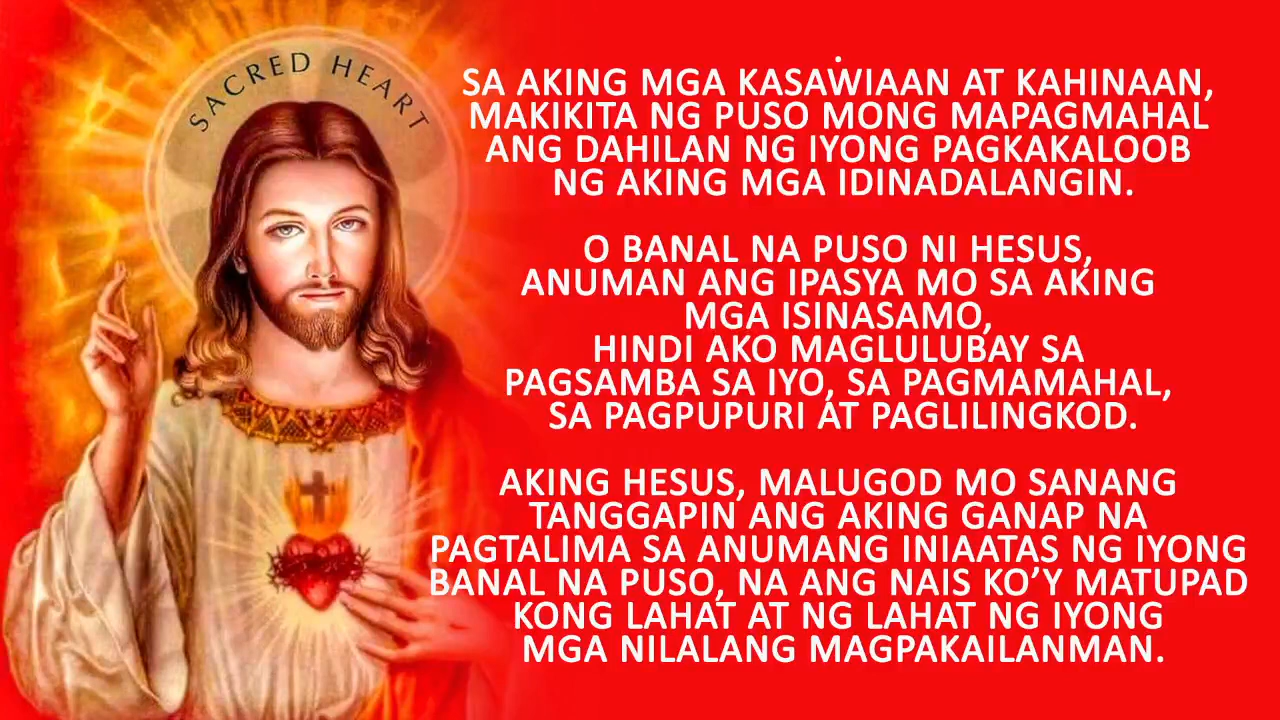 SACRED HEART
.
SA AKING MGA KASAWIAAN AT KAHINAAN,
MAKIKITA NG PUSO MONG MAPAGMAHAL
ANG DAHILAN NG IYONG PAGKAKALOOB
NG AKING MGA IDINADALANGIN.
O BANAL NA PUSO NI HESUS,
ANUMAN ANG IPASYA MO SA AKING
MGA ISINASAMO,
HINDI AKO MAGLULUBAY SA
PAGSAMBA SA IYO, SA PAGMAMAHAL,
SA PAGPUPURI AT PAGLILINGKOD.
AKING HESUS, MALUGOD MO SANANG
TANGGAPIN ANG AKING GANAP NA
PAGTALIMA SA ANUMANG INIAATAS NG IYONG
BANAL NA PUSO, NA ANG NAIS KO’Y MATUPAD
KONG LAHAT AT NG LAHAT NG IYONG
MGA NILALANG MAGPAKAILANMAN.